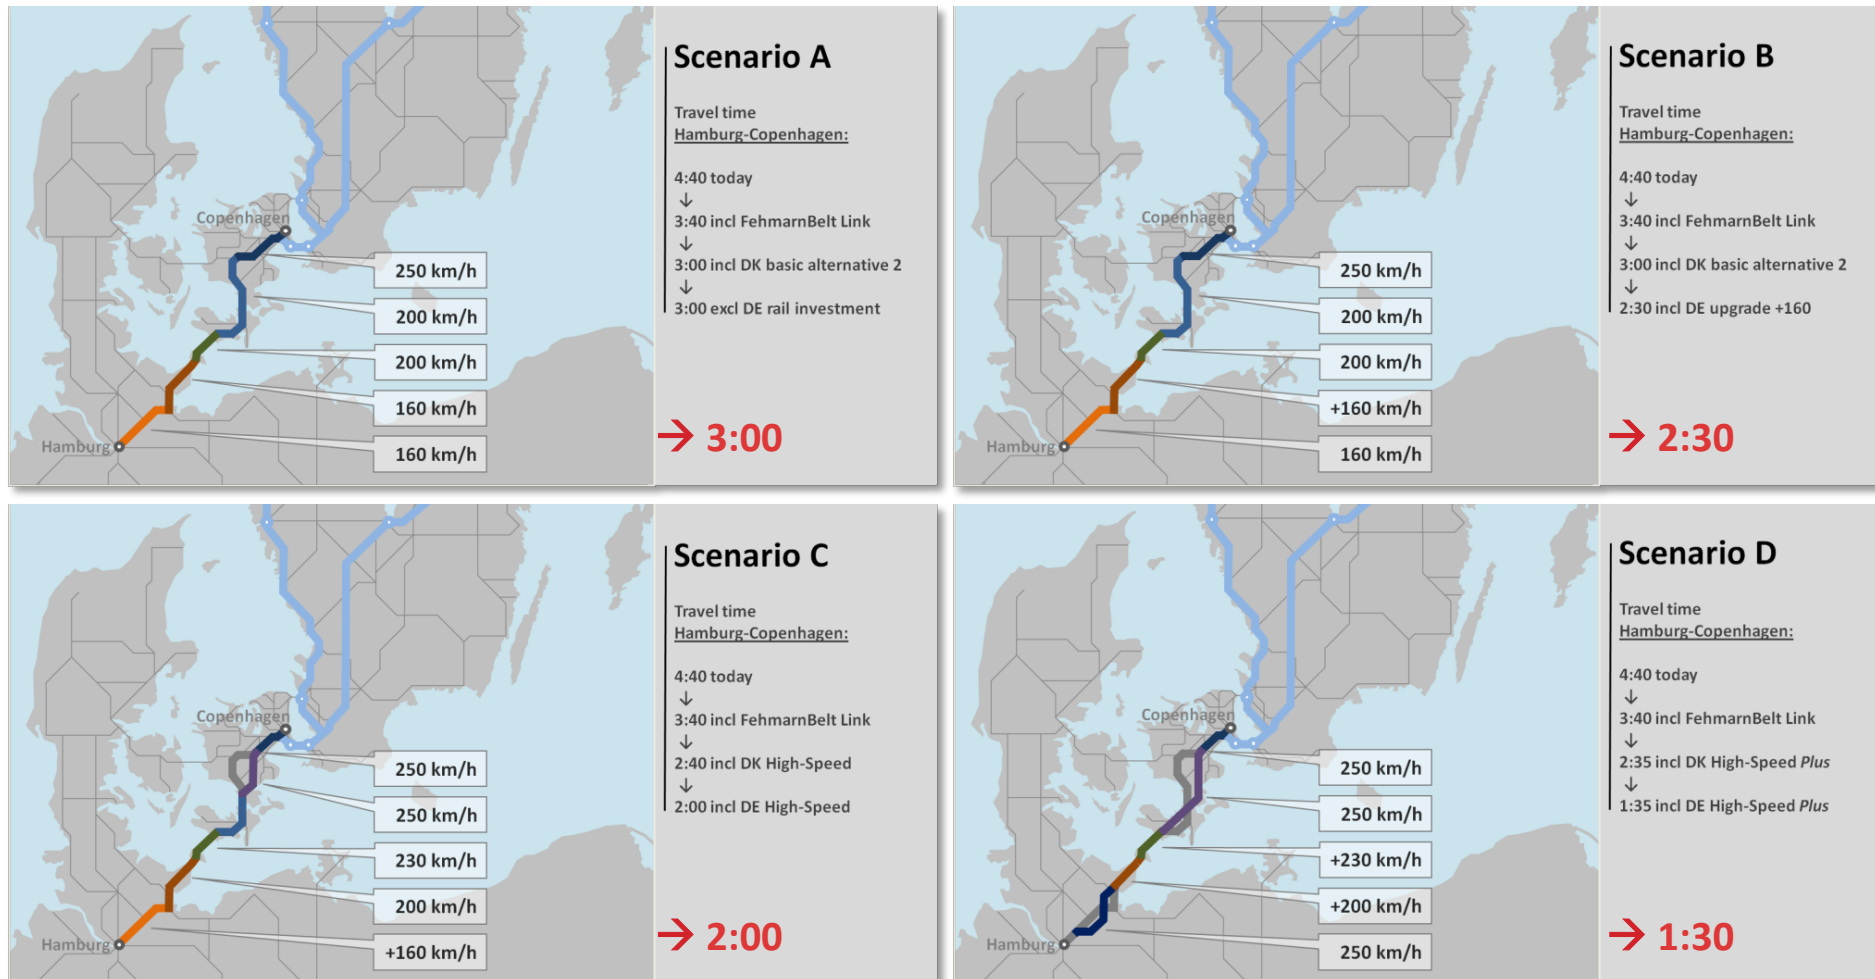 Scenario A
Travel time
Hamburg-Copenhagen:
4:40 today
↓
3:40 incl FehmarnBelt Link
↓
3:00 incl DK basic alternative 2
↓
3:00 excl DE rail investment
→ 3:00
Copenhagen
250 km/h
200 km/h
200 km/h
160 km/h
160 km/h
Hamburg
Scenario B
Travel time
Hamburg-Copenhagen:
4:40 today
↓
3:40 incl FehmarnBelt Link
↓
3:00 incl DK basic alternative 2
↓
2:30 incl DE upgrade +160
→ 2:30
Copenhagen
250 km/h
200 km/h
200 km/h
+160 km/h
160 km/h
Hamburg
Scenario C
Travel time
Hamburg-Copenhagen:
4:40 today
↓
3:40 incl FehmarnBelt Link
↓
2:40 incl DK High-Speed
↓
2:00 incl DE High-Speed
→ 2:00
Copenhagen
250 km/h
250 km/h
230 km/h
200 km/h
+160 km/h
Hamburg
Scenario D
Travel time
Hamburg-Copenhagen:
4:40 today
↓
3:40 incl FehmarnBelt Link
↓
2:35 incl DK High-Speed Plus
↓
1:35 incl DE High-Speed Plus
→ 1:30
Copenhagen
250 km/h
250 km/h
+230 km/h
+200 km/h
250 km/h
Hamburg